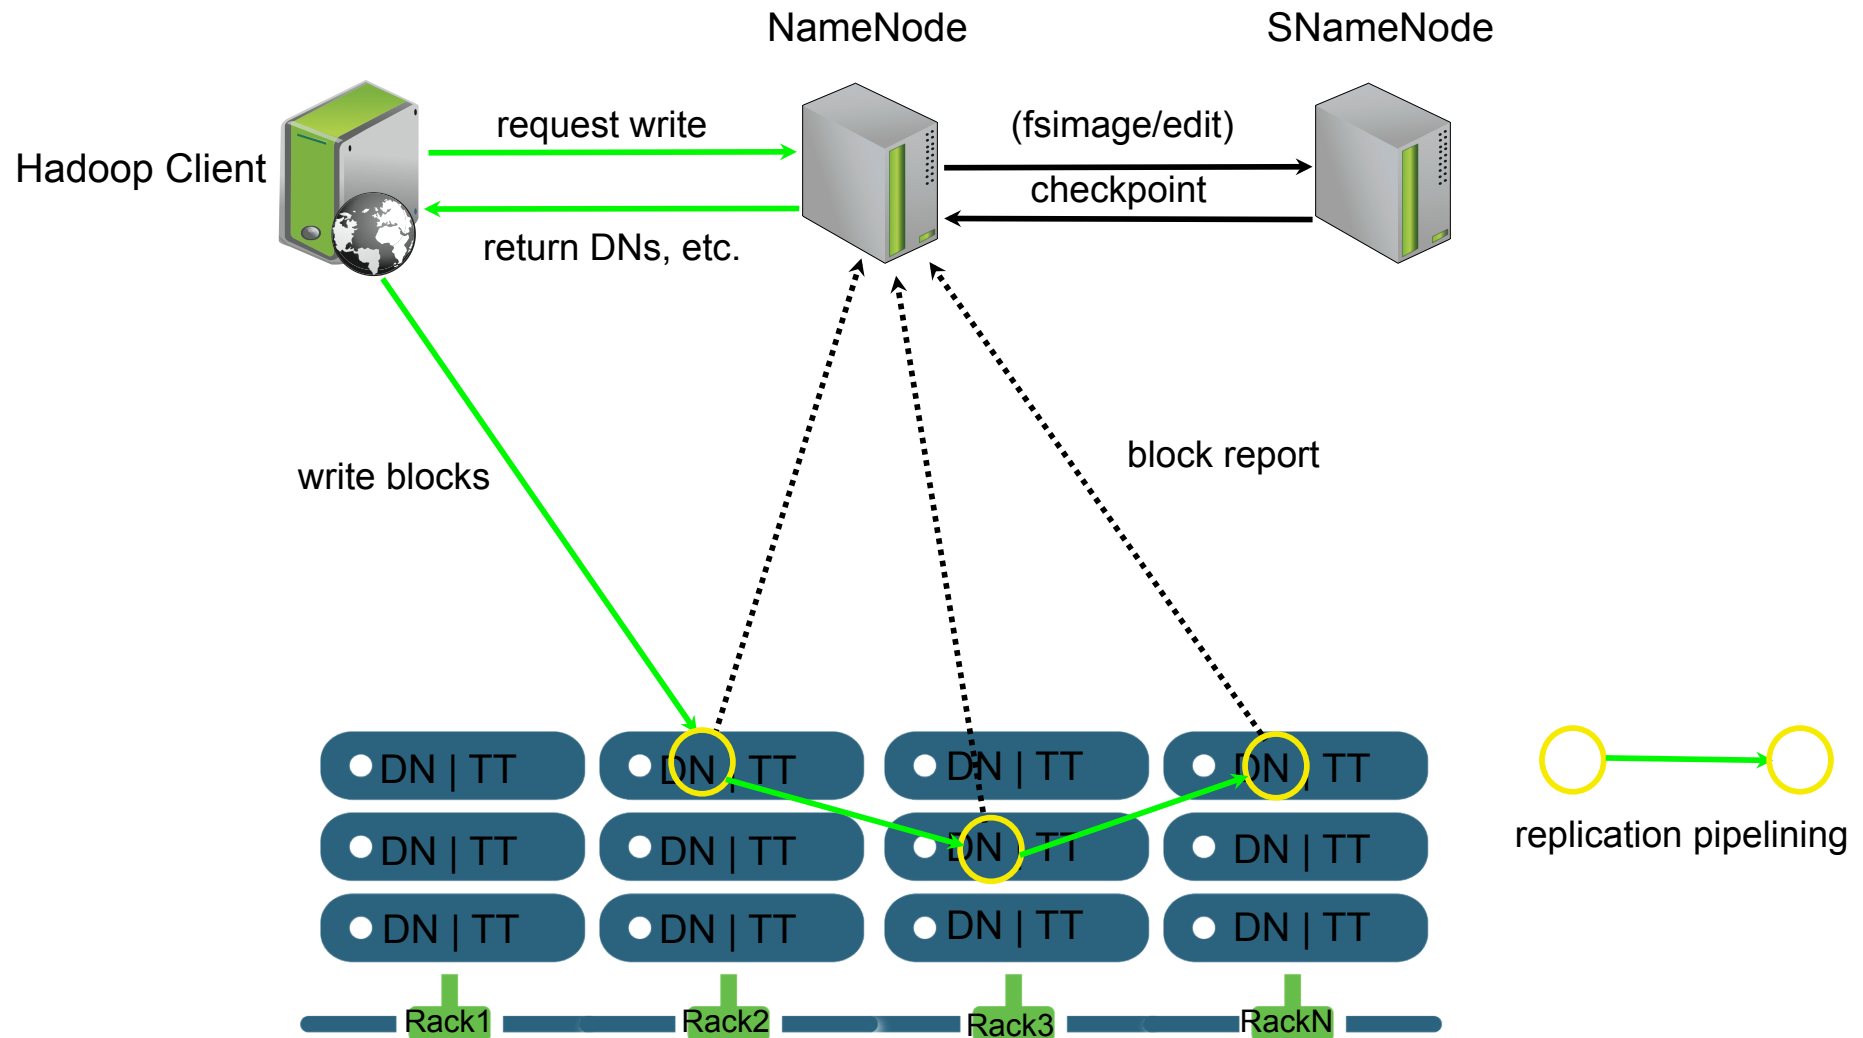 NameNode
SNameNode
Hadoop Client
request write
(fsimage/edit)
checkpoint
return DNs, etc.
write blocks
block report
DN | TT
DN | TT
DN | TT
DN | TT
DN | TT
DN | TT
DN | TT
DN | TT
DN | TT
DN | TT
DN | TT
DN | TT
replication pipelining
Rack1
Rack2
Rack3
RackN